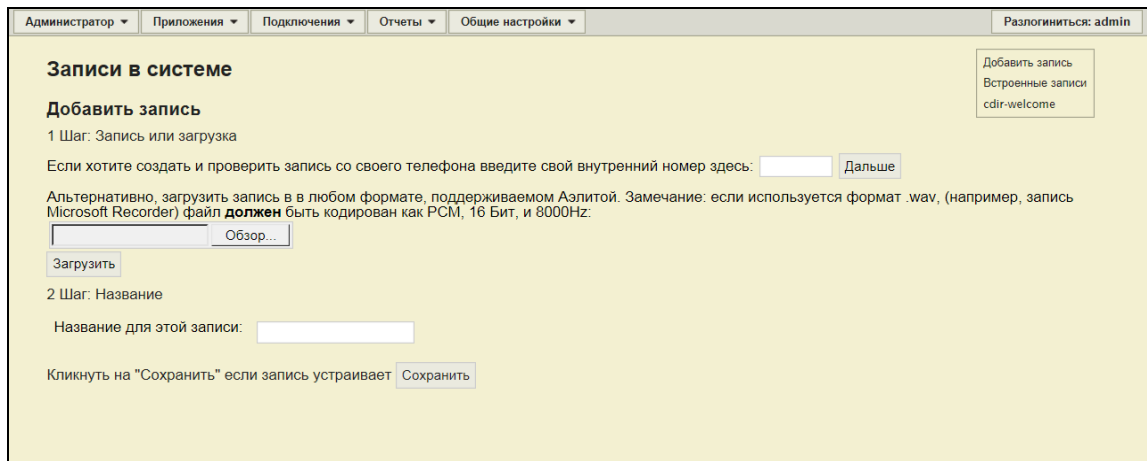 Администратор Приложения Подключения Отчеты Общие настройки Разлогиниться: admin
Записи в системе
Добавить запись
Встроенные записи
cdir-welcome
Добавить запись
1 Шаг: Запись или загрузка
Если хотите создать и проверить запись со своего телефона введите свой внутренний номер здесь: Дальше
Альтернативно, загрузить запись в в любом формате, поддерживаемом Аэлитой. Замечание: если используется формат .wav, (например, запись
Microsoft Recorder) файл должен быть кодирован как PCM, 16 Бит, и 8000Hz:
Обзор...
Загрузить
2 Шаг: Название
Название для этой записи:
Кликнуть на "Сохранить" если запись устраивает Сохранить